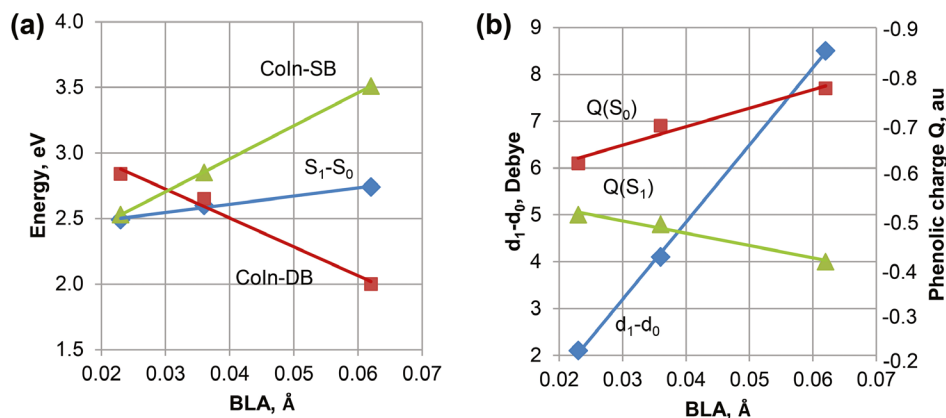 (a)
4.0
3.5
3.0
2.5
2.0
1.5
Energy, eV
CoIn-SB
S₁-S₀
CoIn-DB
0.02 0.03 0.04 0.05 0.06 0.07
BLA, Å
(b)
9
8
7
6
5
4
3
2
d₁-d₀, Debye
Q(S₀)
Q(S₁)
d₁-d₀
-0.9
-0.8
-0.7
-0.6
-0.5
-0.4
-0.3
-0.2
Phenolic charge Q, au
0.02 0.03 0.04 0.05 0.06 0.07
BLA, Å